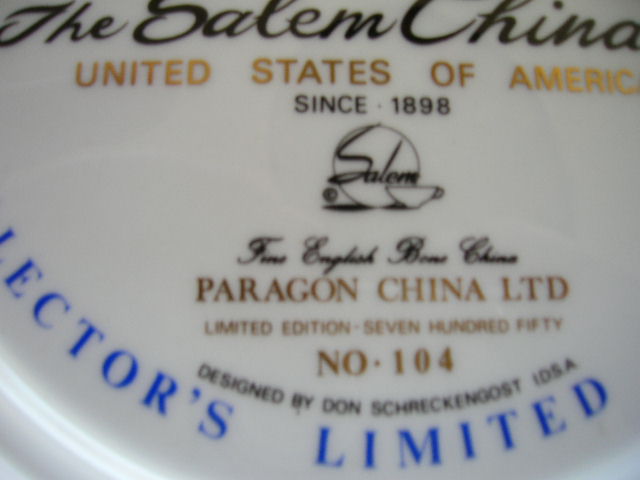 The Salem China
UNITED STATES OF AMERICA
SINCE · 1898
Salem
©
Fine English Bone China
PARAGON CHINA LTD
LIMITED EDITION - SEVEN HUNDRED FIFTY
NO · 104
DESIGNED BY DON SCHRECKENGOST IDSA
LECTOR'S LIMITED